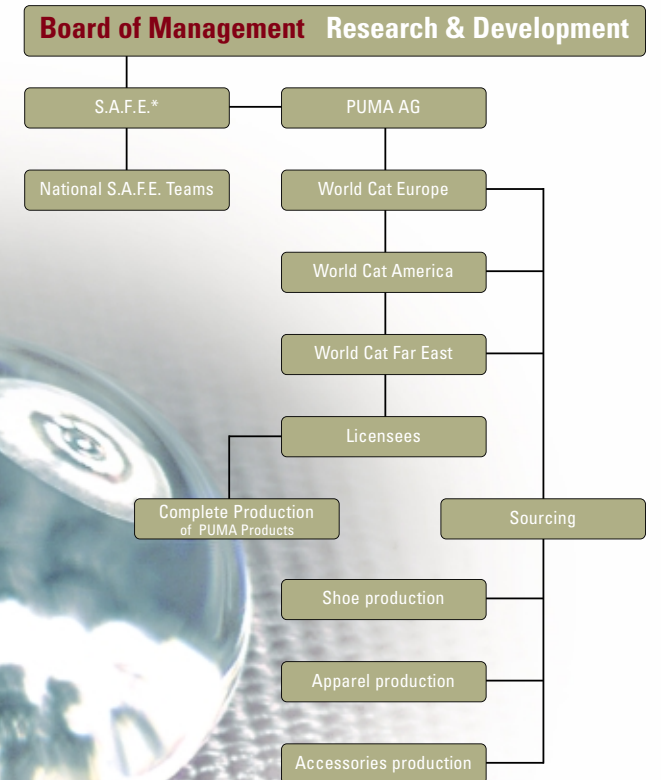 Board of Management Research & Development
S.A.F.E.*
PUMA AG
National S.A.F.E. Teams
World Cat Europe
World Cat America
World Cat Far East
Licensees
Complete Production
of PUMA Products
Sourcing
Shoe production
Apparel production
Accessories production